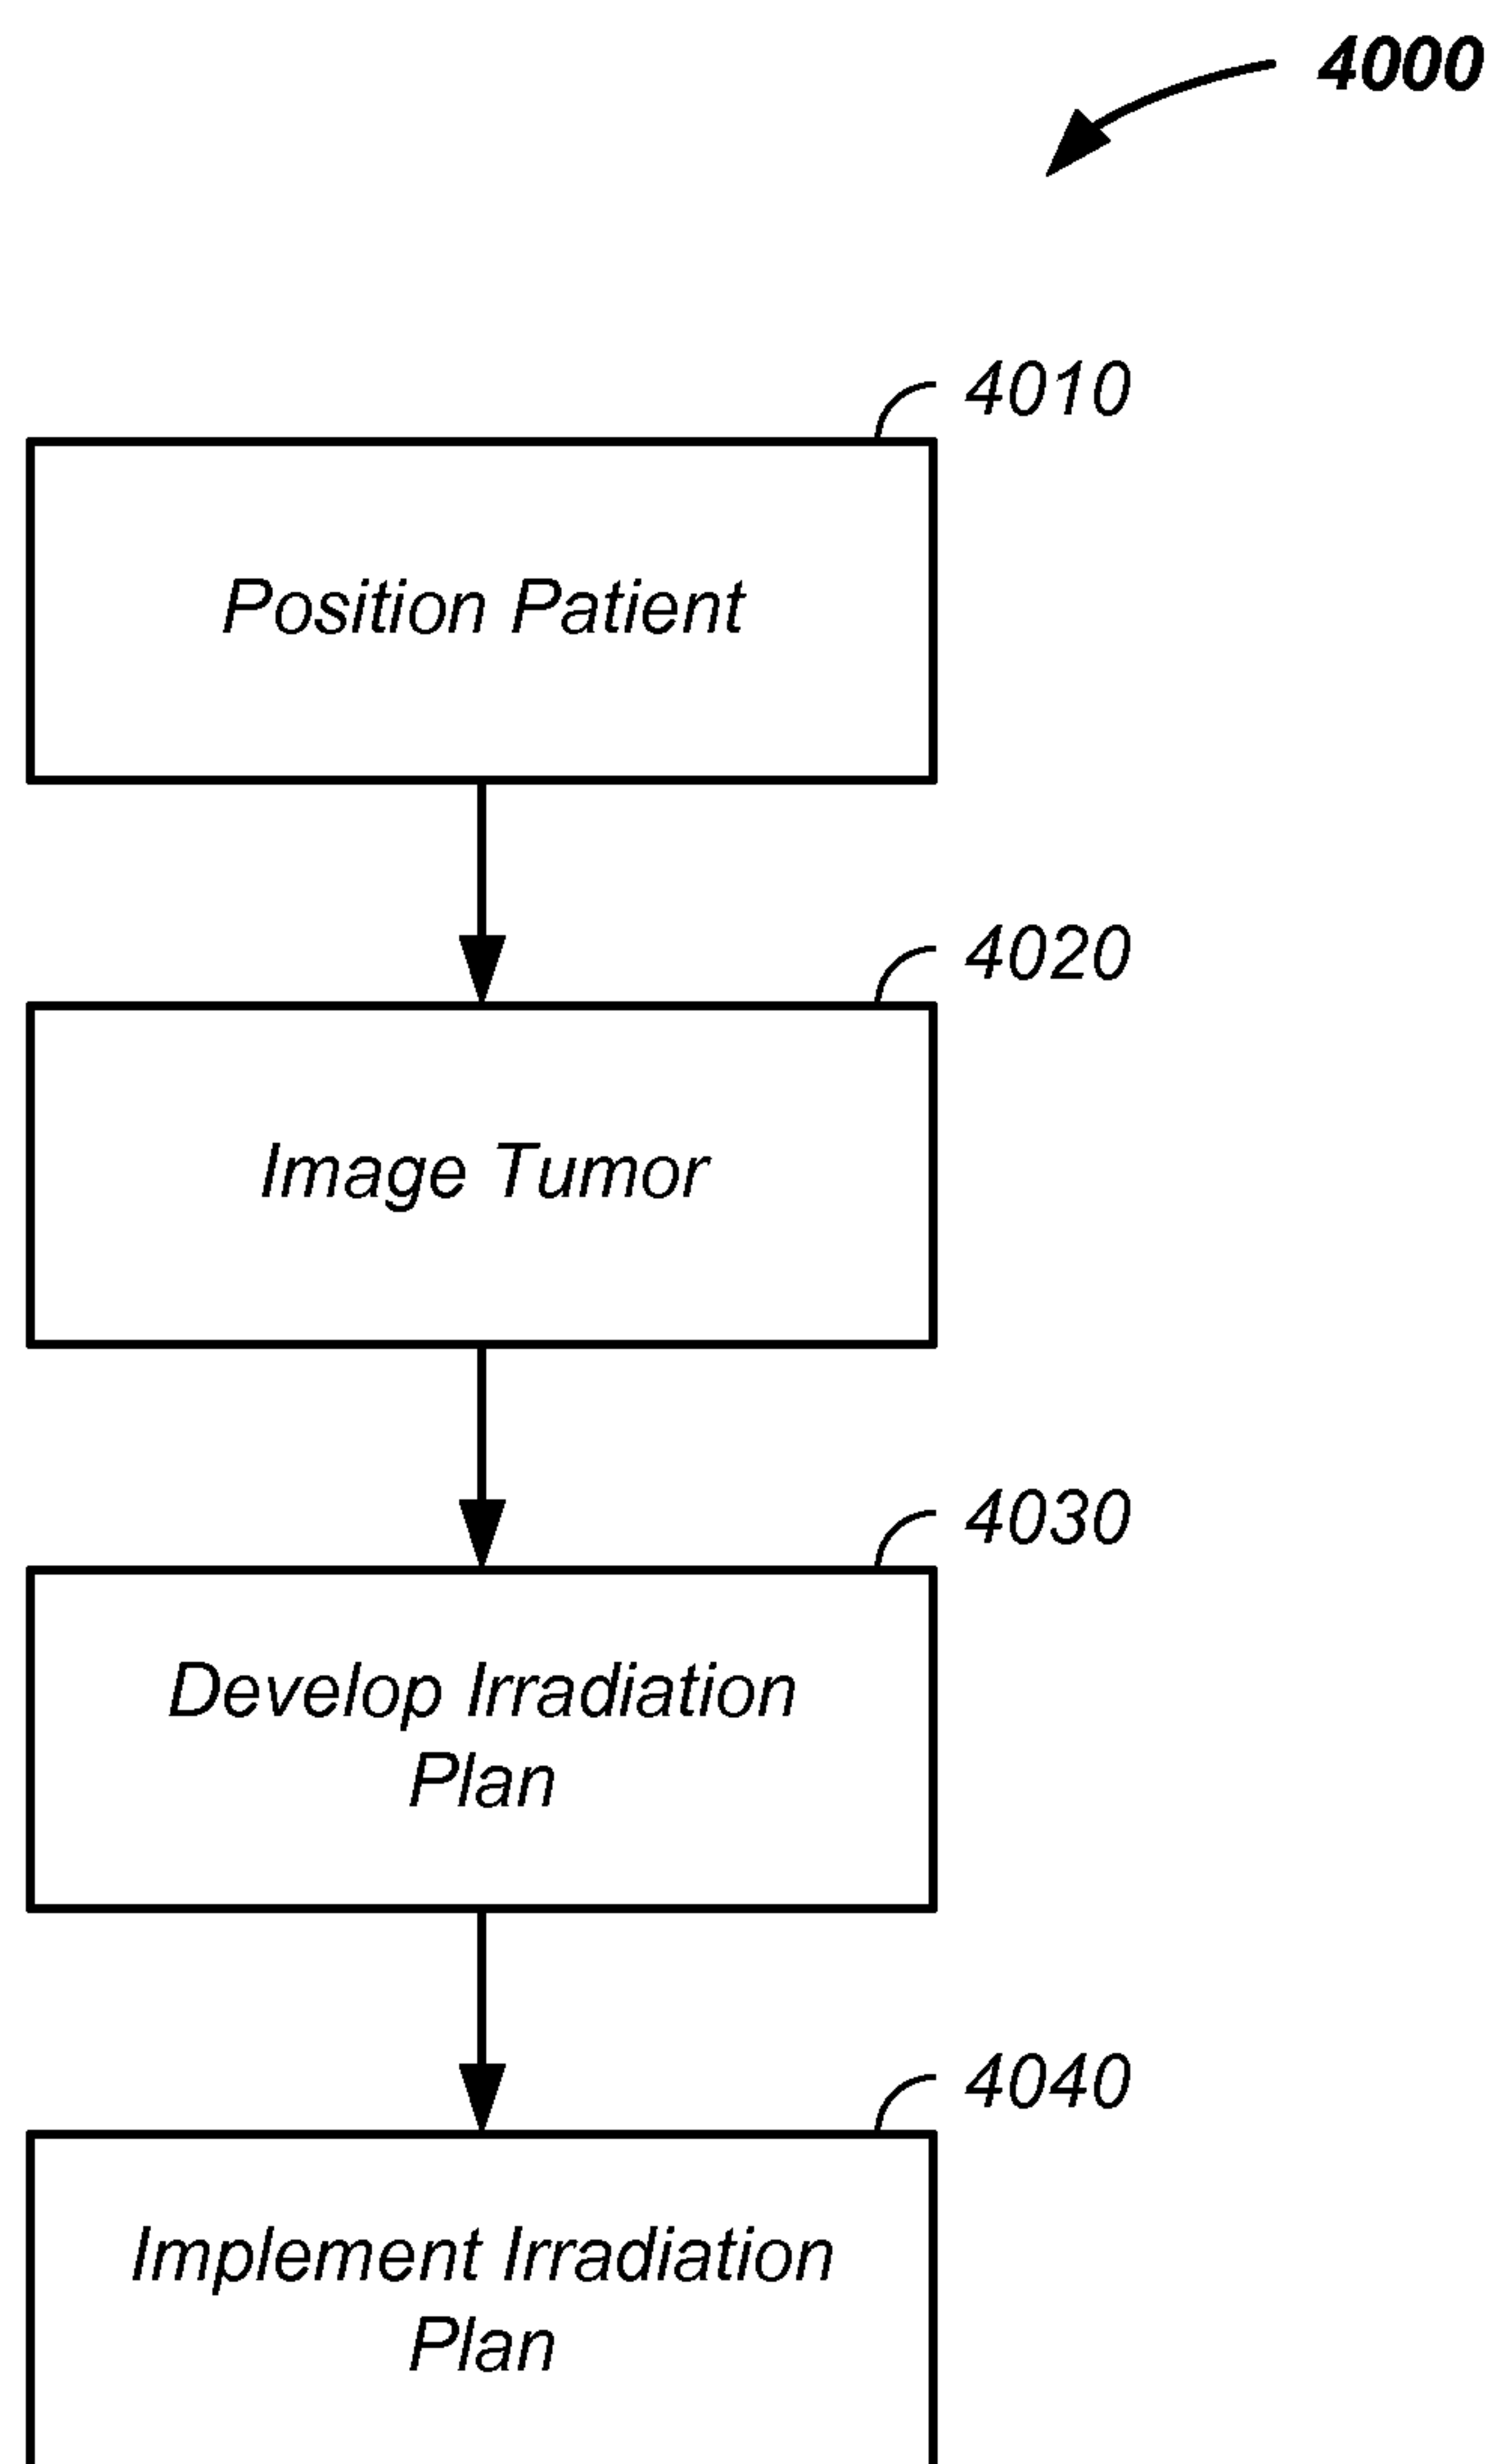 4000
4010
Position Patient
4020
Image Tumor
4030
Develop Irradiation
Plan
4040
Implement Irradiation
Plan